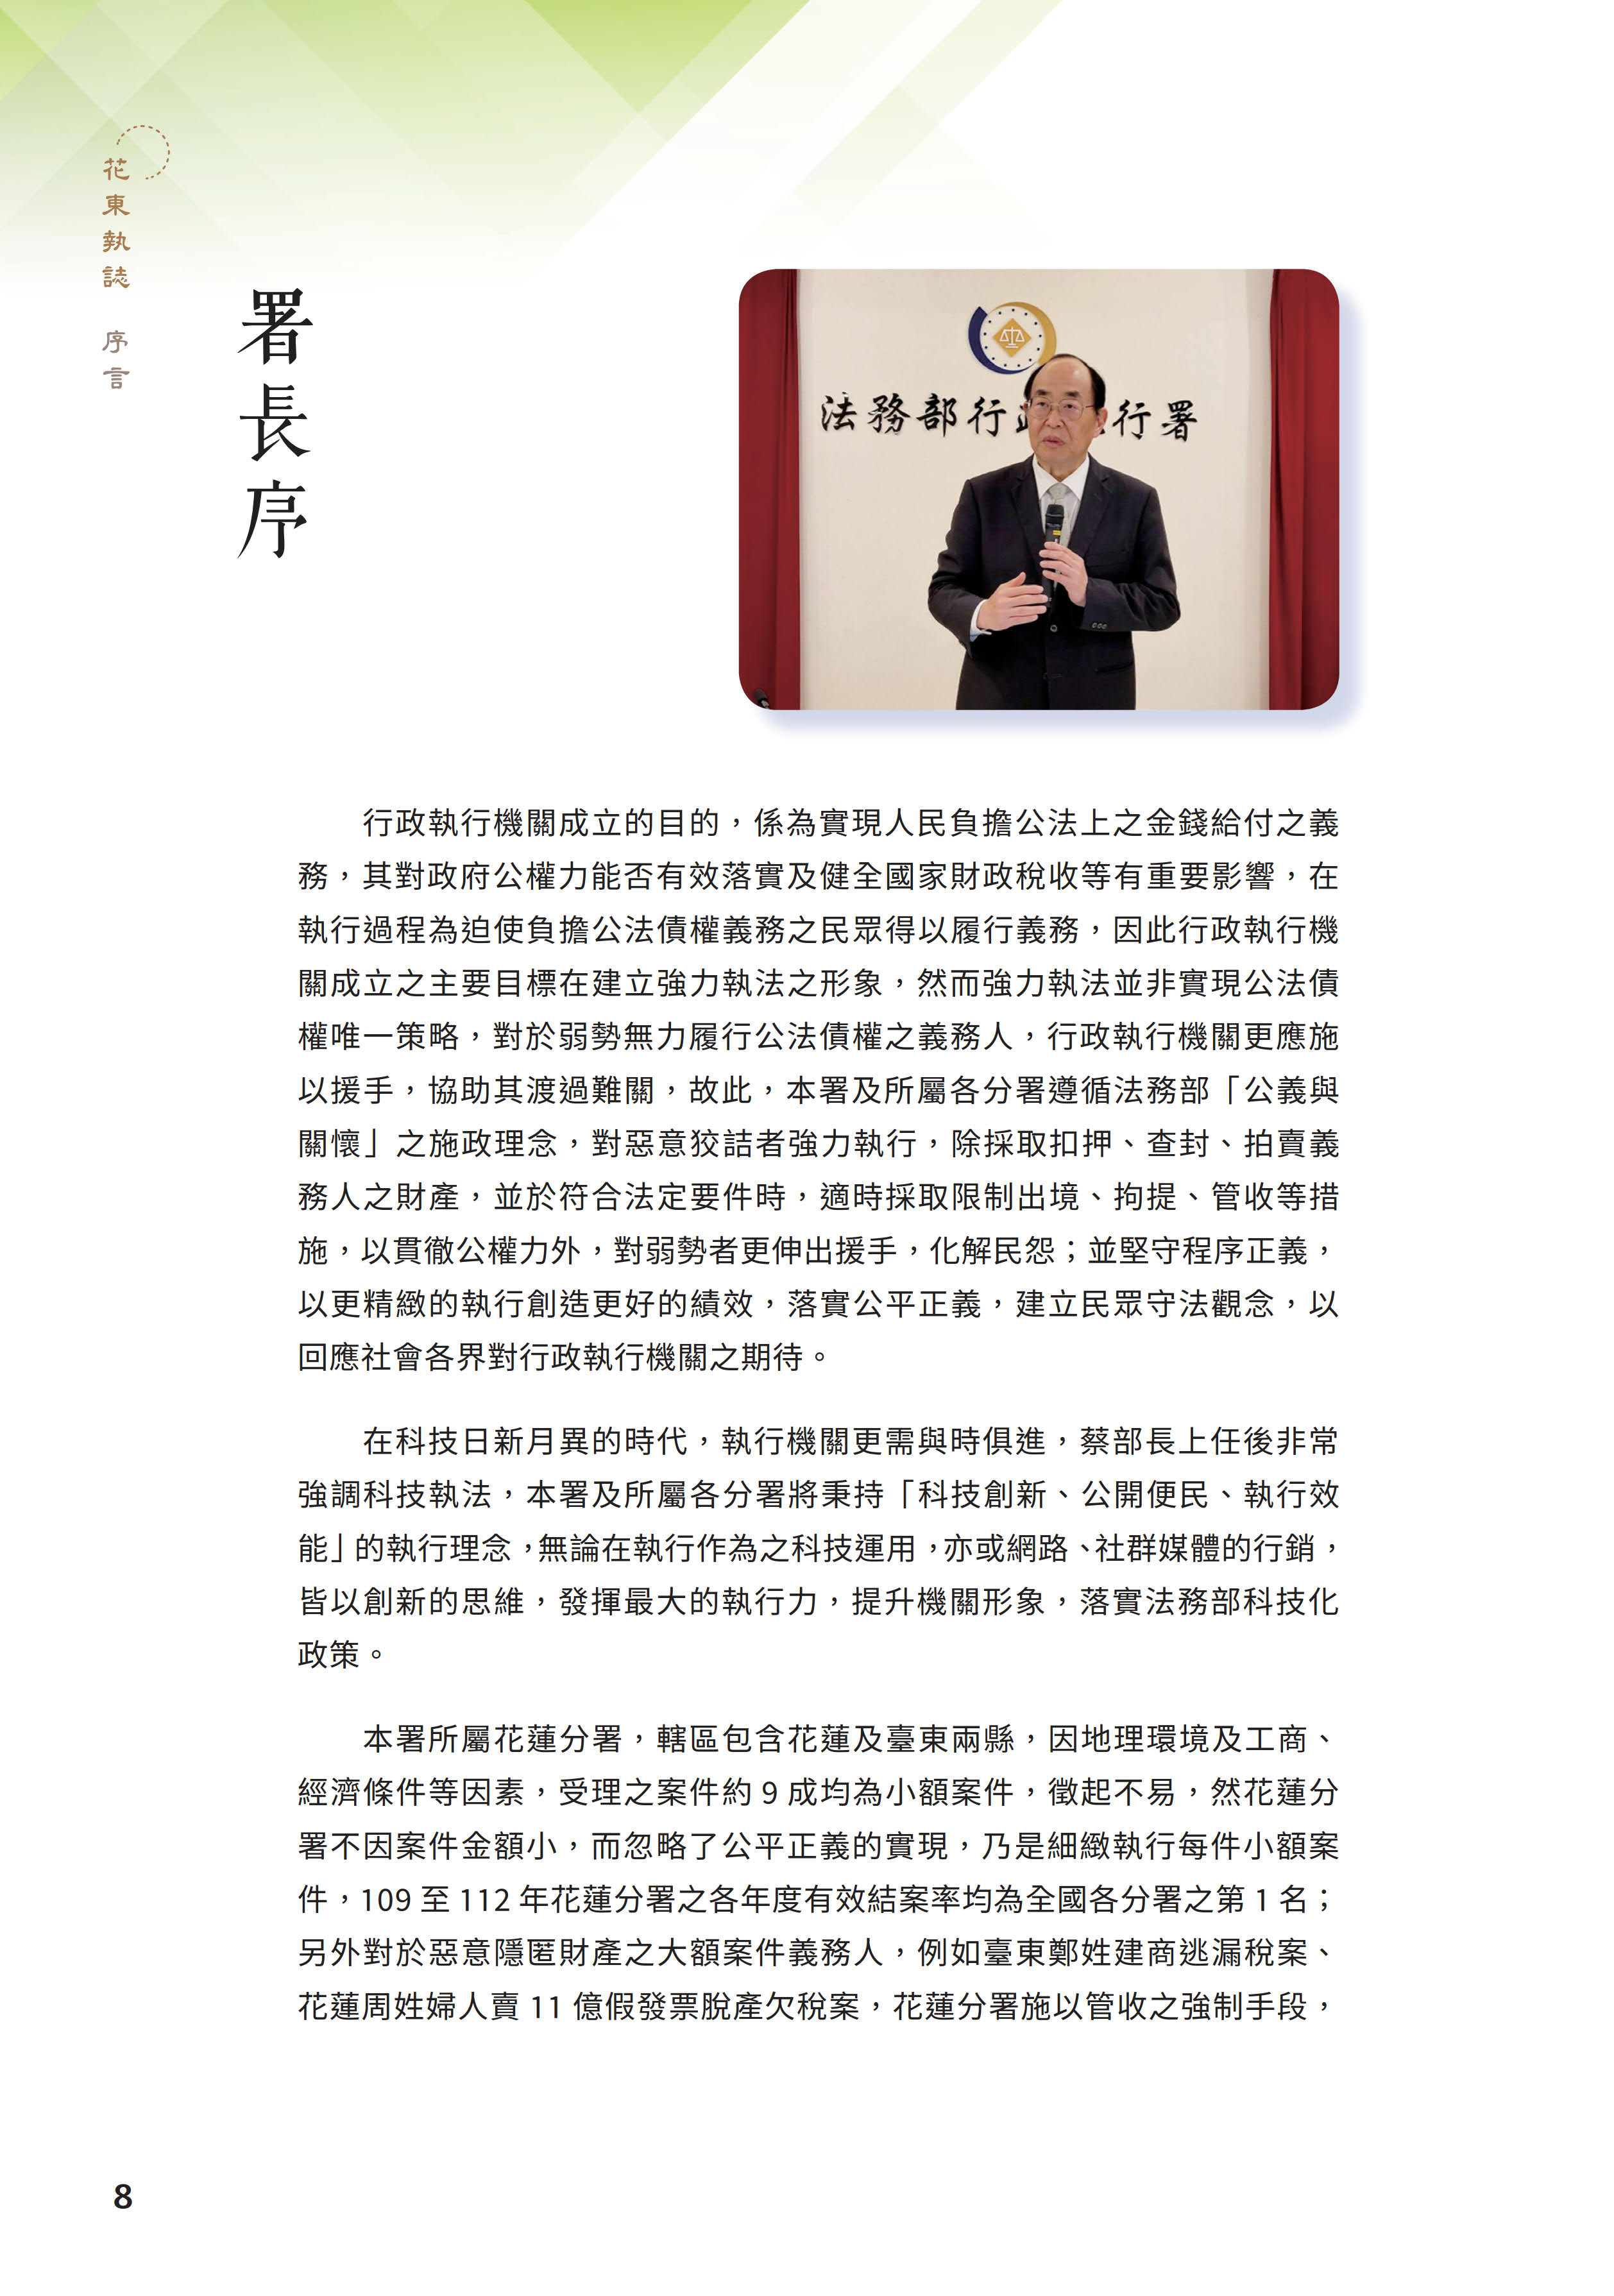 花東執誌 序言
署長序
法務部行政行署
行政執行機關成立的目的，係為實現人民負擔公法上之金錢給付之義
務，其對政府公權力能否有效落實及健全國家財政稅收等有重要影響，在
執行過程為迫使負擔公法債權義務之民眾得以履行義務，因此行政執行機
關成立之主要目標在建立強力執法之形象，然而強力執法並非實現公法債
權唯一策略，對於弱勢無力履行公法債權之義務人，行政執行機關更應施
以援手，協助其渡過難關，故此，本署及所屬各分署遵循法務部「公義與
關懷」之施政理念，對惡意狡詰者強力執行，除採取扣押、查封、拍賣義
務人之財產，並於符合法定要件時，適時採取限制出境、拘提、管收等措
施，以貫徹公權力外，對弱勢者更伸出援手，化解民怨；並堅守程序正義，
以更精緻的執行創造更好的績效，落實公平正義，建立民眾守法觀念，以
回應社會各界對行政執行機關之期待。
在科技日新月異的時代，執行機關更需與時俱進，蔡部長上任後非常
強調科技執法，本署及所屬各分署將秉持「科技創新、公開便民、執行效
能」的執行理念，無論在執行作為之科技運用，亦或網路、社群媒體的行銷，
皆以創新的思維，發揮最大的執行力，提升機關形象，落實法務部科技化
政策。
本署所屬花蓮分署，轄區包含花蓮及臺東兩縣，因地理環境及工商、
經濟條件等因素，受理之案件約 9 成均為小額案件，徵起不易，然花蓮分
署不因案件金額小，而忽略了公平正義的實現，乃是細緻執行每件小額案
件，109 至 112 年花蓮分署之各年度有效結案率均為全國各分署之第 1 名；
另外對於惡意隱匿財產之大額案件義務人，例如臺東鄭姓建商逃漏稅案、
花蓮周姓婦人賣 11 億假發票脫產欠稅案，花蓮分署施以管收之強制手段，
8